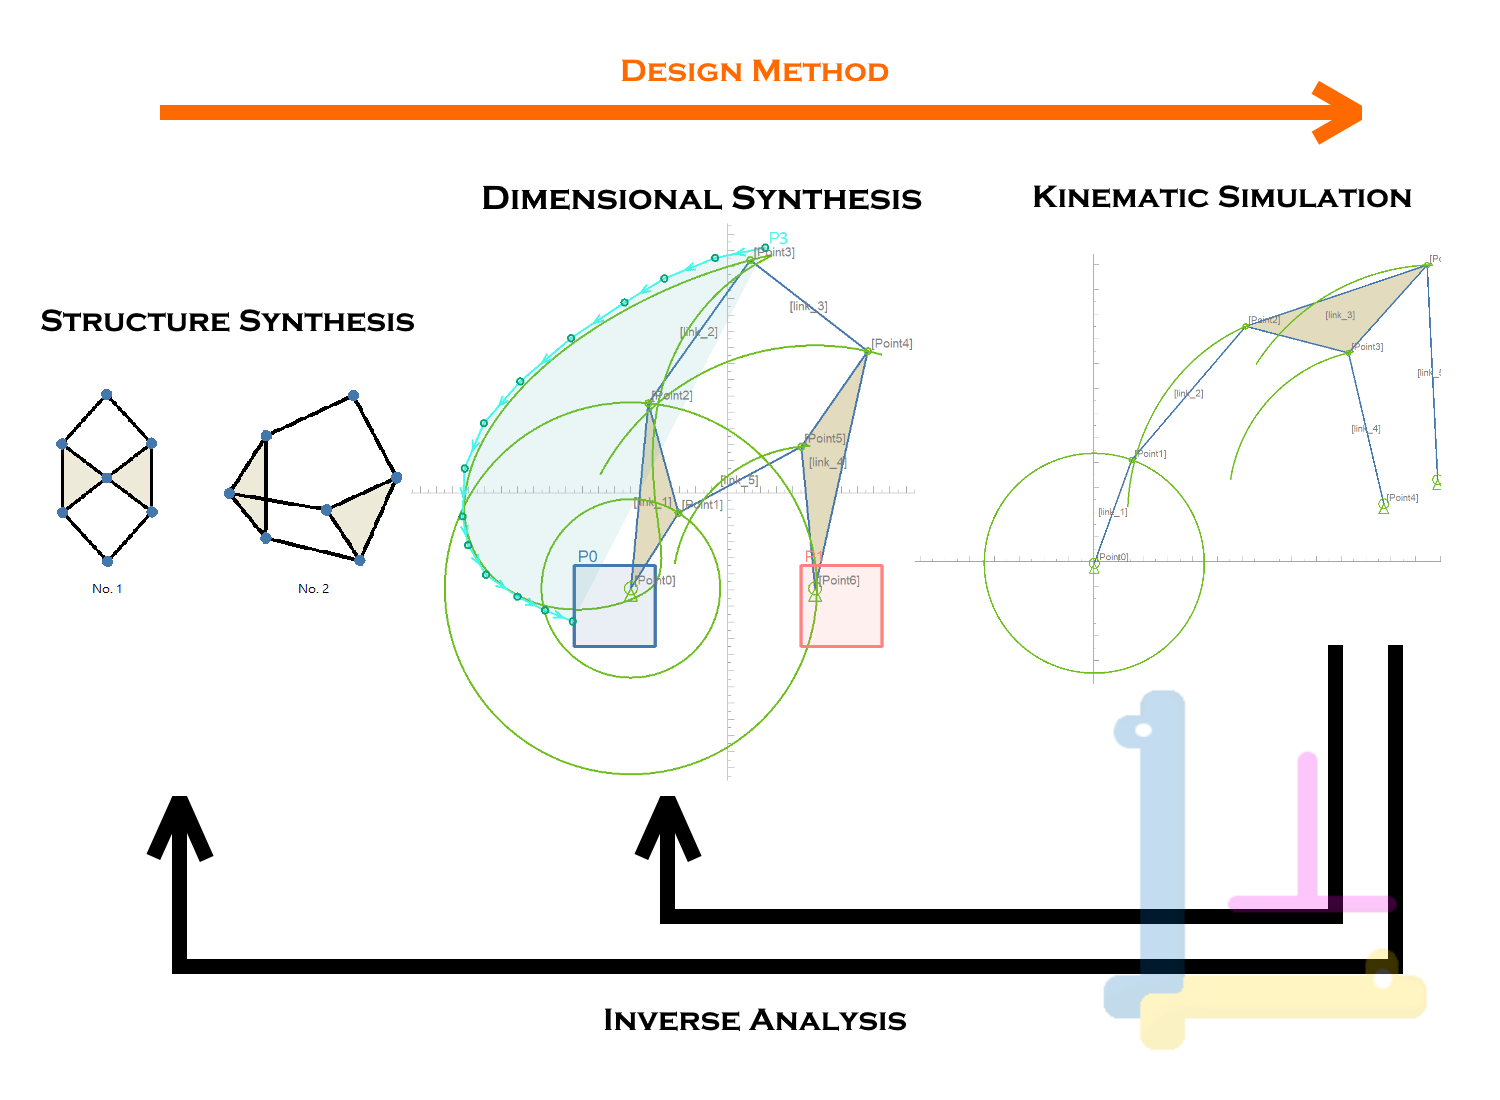 DESIGN METHOD
DIMENSIONAL SYNTHESIS
KINEMATIC SIMULATION
STRUCTURE SYNTHESIS
No. 1
No. 2
P3
[Point3]
[link_3]
[link_2]
[Point4]
[Point2]
[Point5]
[link_4]
[link_5]
[link_1]
[Point1]
P0
[Point0]
P1
[Point6]
[Po
[Point2]
[link_3]
[Point3]
[link_5
[link_2]
[link_4]
[Point1]
[Point4]
[link_1]
[Point0]
INVERSE ANALYSIS